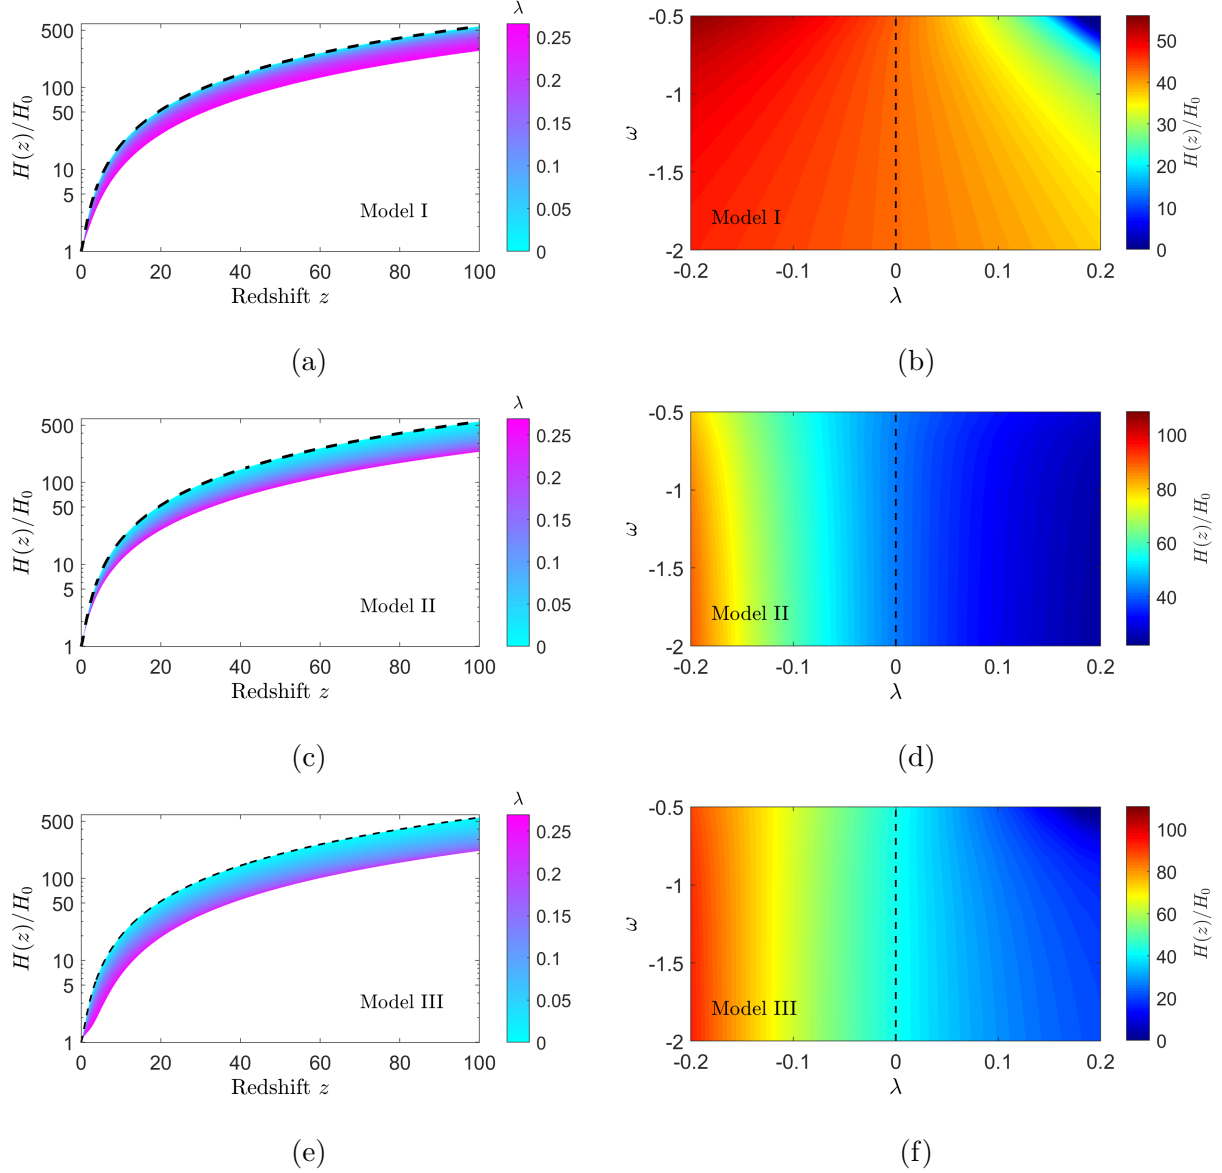 λ
500
100
50
10
5
1
H(z)/H₀
0.25
0.2
0.15
0.1
0.05
0
Model I
0 20 40 60 80 100
Redshift z
(a)
-0.5
-1
-1.5
-2
ω
Model I
-0.2 -0.1 0 0.1 0.2
λ
50
40
30
20
10
0
H(z)/H₀
(b)
λ
500
100
50
10
5
1
H(z)/H₀
0.25
0.2
0.15
0.1
0.05
0
Model II
0 20 40 60 80 100
Redshift z
(c)
-0.5
-1
-1.5
-2
ω
Model II
-0.2 -0.1 0 0.1 0.2
λ
100
80
60
40
H(z)/H₀
(d)
λ
500
100
50
10
5
1
H(z)/H₀
0.25
0.2
0.15
0.1
0.05
0
Model III
0 20 40 60 80 100
Redshift z
(e)
-0.5
-1
-1.5
-2
ω
Model III
-0.2 -0.1 0 0.1 0.2
λ
100
80
60
40
20
0
H(z)/H₀
(f)